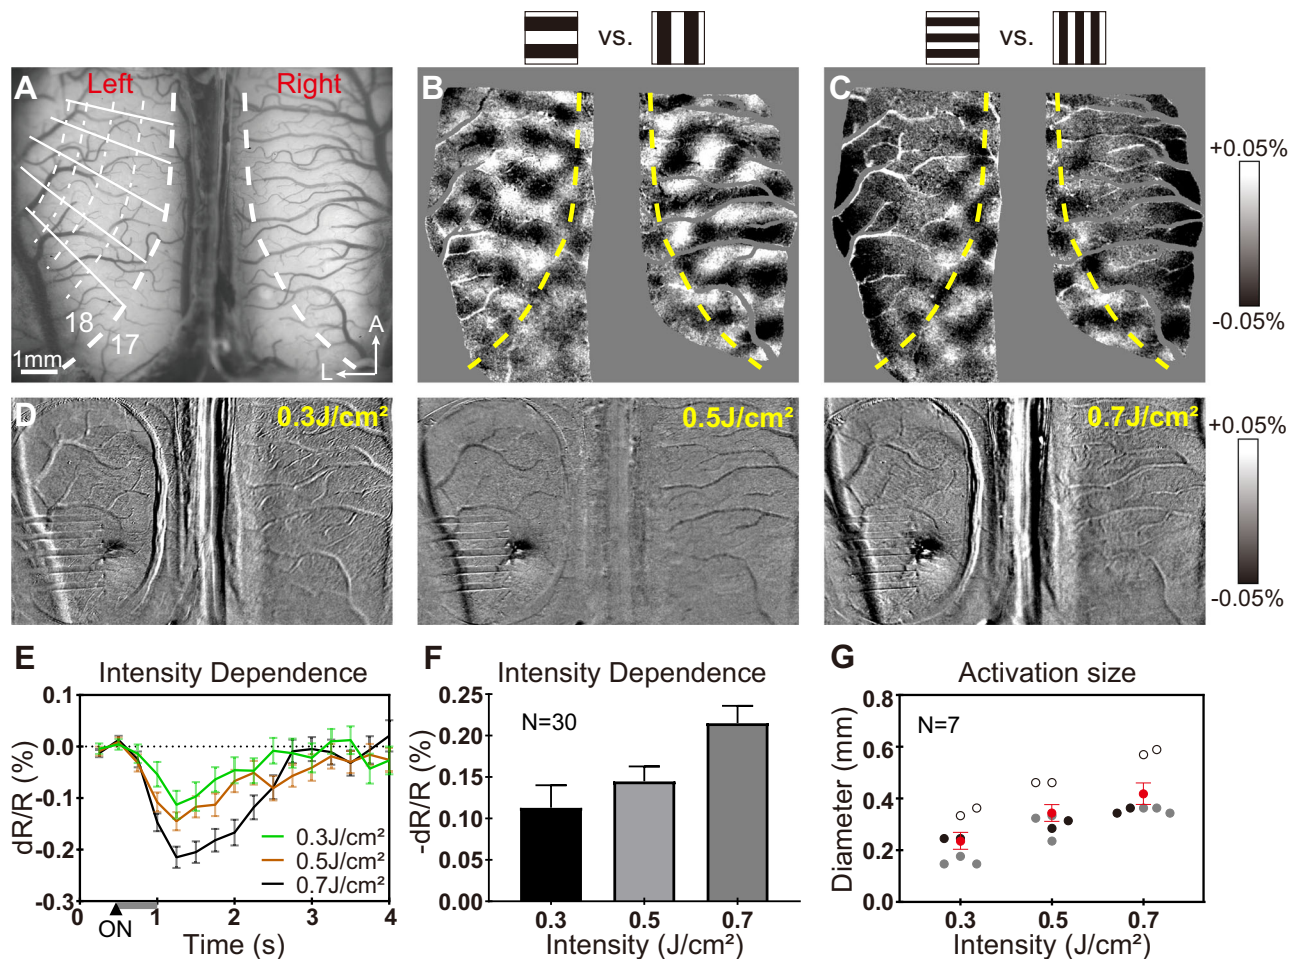 vs.
vs.
A
Left
Right
B
C
+0.05%
-0.05%
18
17
1mm
A
L
D
0.3J/cm²
0.5J/cm²
0.7J/cm²
+0.05%
-0.05%
E
Intensity Dependence
dR/R (%)
0.1
0.0
-0.1
-0.2
-0.3
0.3J/cm²
0.5J/cm²
0.7J/cm²
ON
0
1
2
3
4
Time (s)
F
Intensity Dependence
N=30
-dR/R (%)
0.25
0.20
0.15
0.10
0.05
0.00
0.3
0.5
0.7
Intensity (J/cm²)
G
Activation size
N=7
Diameter (mm)
0.8
0.6
0.4
0.2
0.0
0.3
0.5
0.7
Intensity (J/cm²)